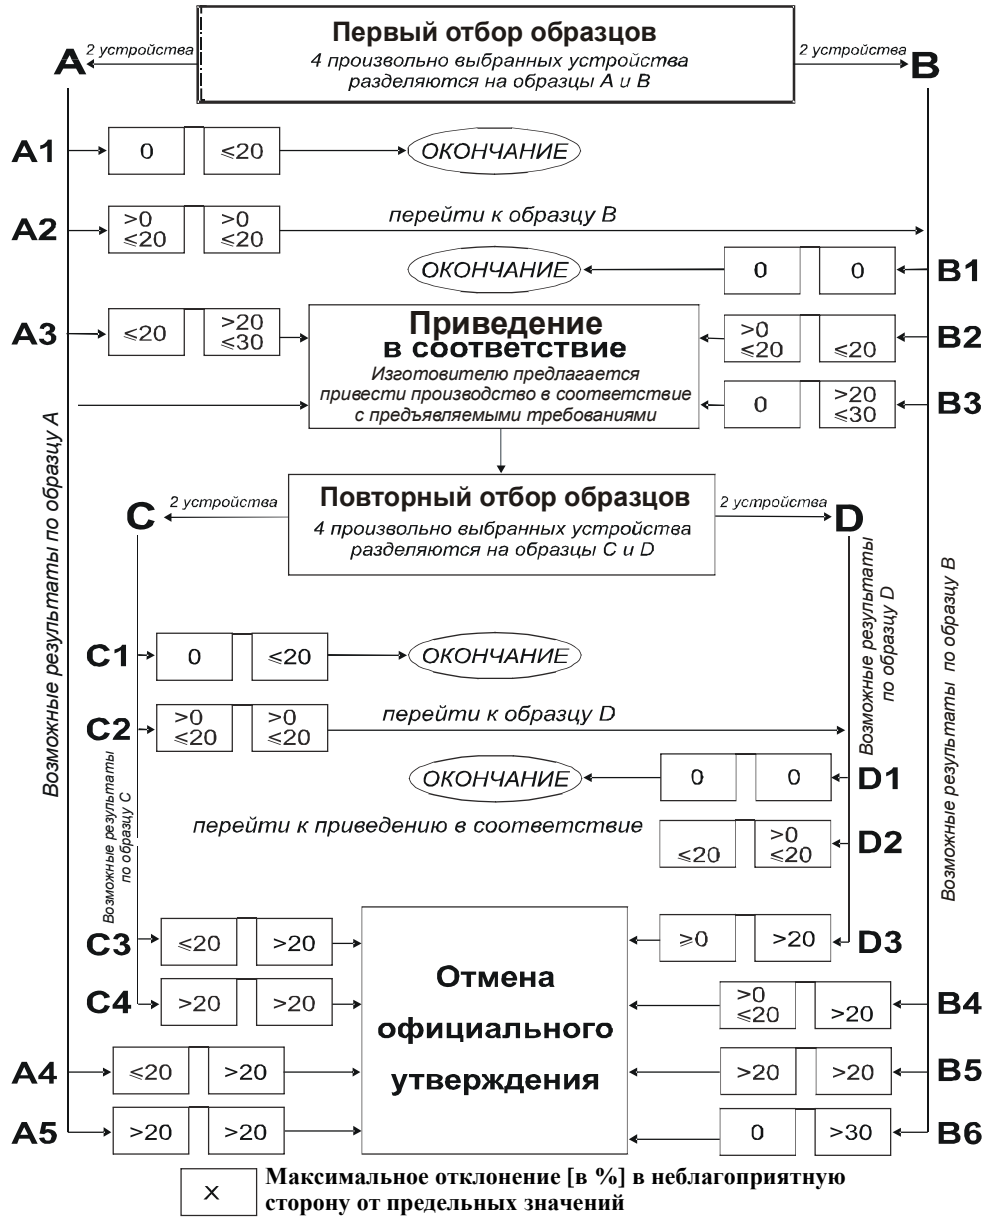 Первый отбор образцов
4 произвольно выбранных устройства
разделяются на образцы A и B
A
2 устройства
2 устройства
B
A1
0
⩽20
ОКОНЧАНИЕ
A2
>0
⩽20
>0
⩽20
перейти к образцу B
ОКОНЧАНИЕ
0
0
B1
A3
⩽20
>20
⩽30
Приведение
в соответствие
Изготовителю предлагается
привести производство в соответствие
с предъявляемыми требованиями
>0
⩽20
⩽20
B2
0
>20
⩽30
B3
Возможные результаты по образцу A
Возможные результаты по образцу B
Повторный отбор образцов
4 произвольно выбранных устройства
разделяются на образцы C и D
C
2 устройства
2 устройства
D
Возможные результаты
по образцу D
C1
0
⩽20
ОКОНЧАНИЕ
C2
>0
⩽20
>0
⩽20
перейти к образцу D
ОКОНЧАНИЕ
0
0
D1
Возможные результаты
по образцу C
перейти к приведению в соответствие
⩽20
>0
⩽20
D2
C3
⩽20
>20
Отмена
официального
утверждения
⩾0
>20
D3
C4
>20
>20
>0
⩽20
>20
B4
A4
⩽20
>20
>20
>20
B5
A5
>20
>20
0
>30
B6
X
Максимальное отклонение [в %] в неблагоприятную
сторону от предельных значений